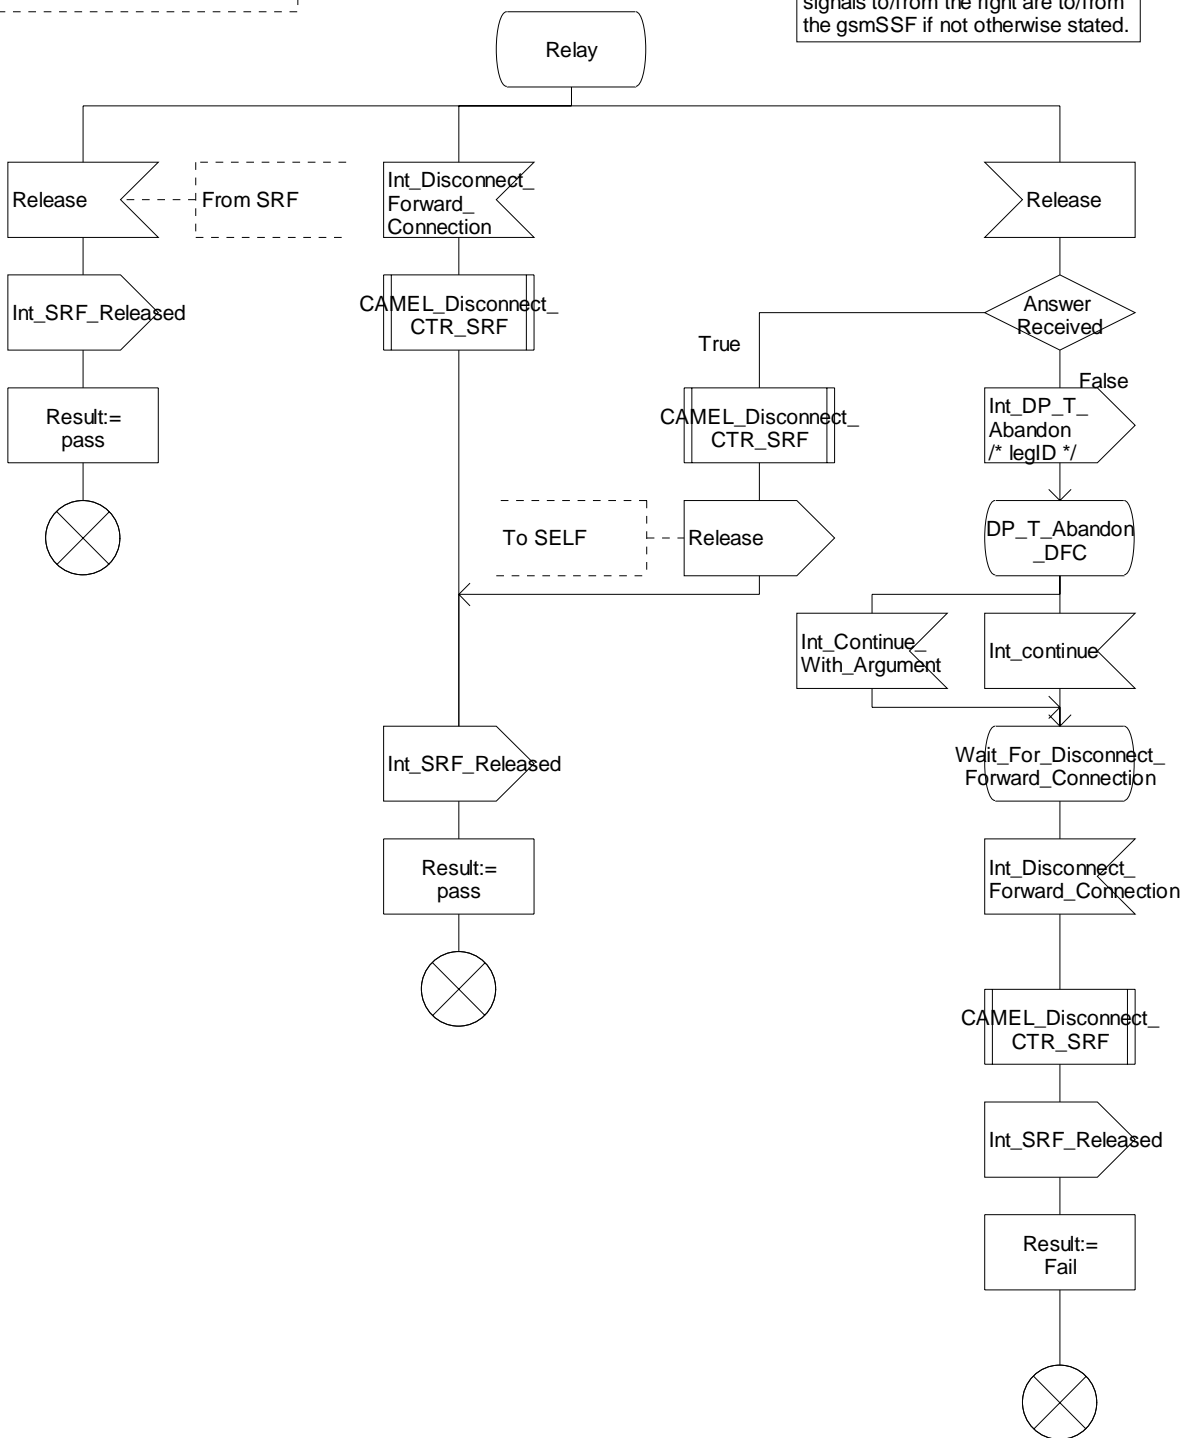 signals to/from the right are to/from
the gsmSSF if not otherwise stated.
Relay
Release
From SRF
Int_Disconnect_
Forward_
Connection
Release
Int_SRF_Released
CAMEL_Disconnect_
CTR_SRF
Answer
Received
True
False
Result:=
pass
CAMEL_Disconnect_
CTR_SRF
Int_DP_T_
Abandon
/* legID */
To SELF
Release
DP_T_Abandon
_DFC
Int_Continue_
With_Argument
Int_continue
Int_SRF_Released
Wait_For_Disconnect_
Forward_Connection
Result:=
pass
Int_Disconnect_
Forward_Connection
CAMEL_Disconnect_
CTR_SRF
Int_SRF_Released
Result:=
Fail